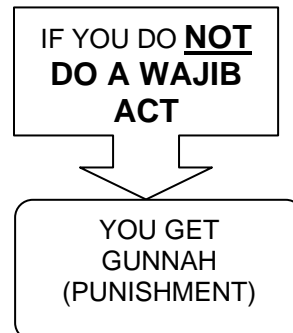 IF YOU DO NOT
DO A WAJIB
ACT
YOU GET
GUNNAH
(PUNISHMENT)